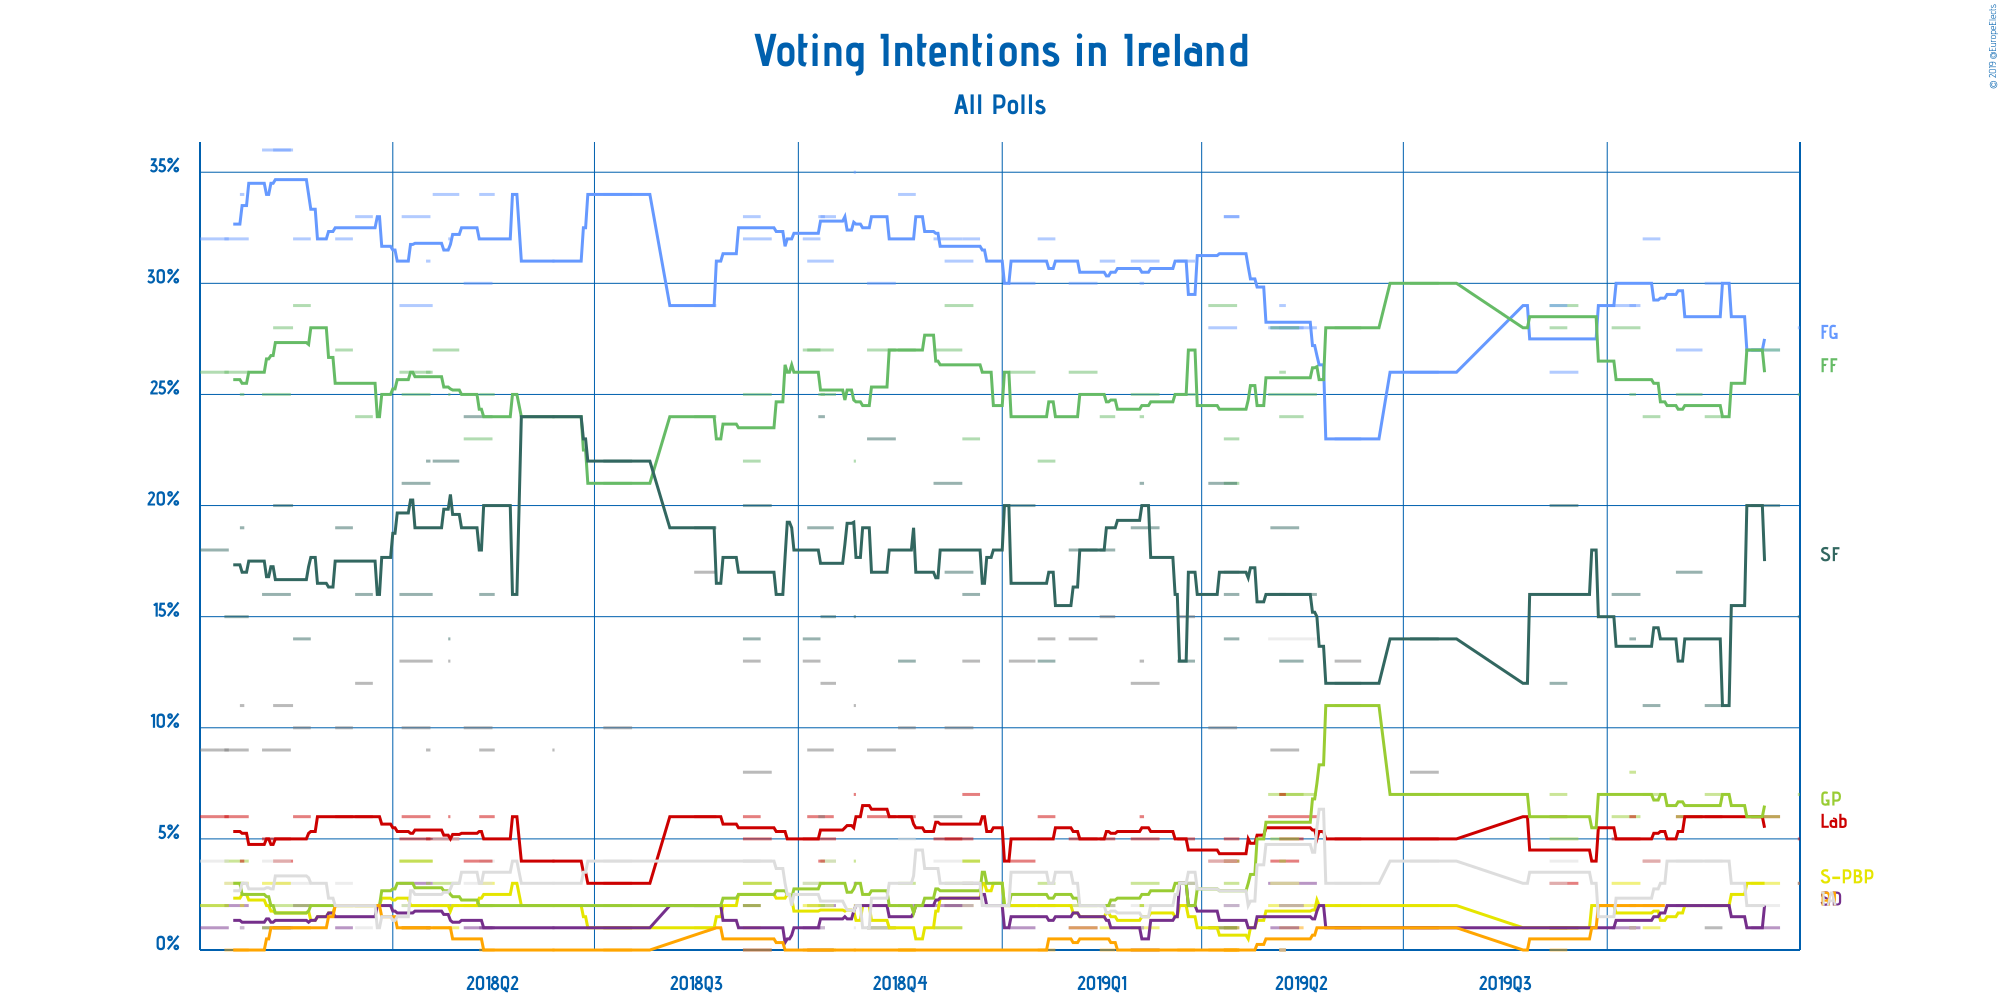 Voting Intentions in Ireland
All Polls
© 2019 @EuropeElects
35%
30%
25%
20%
15%
10%
5%
0%
FG
FF
SF
GP
Lab
S-PBP
2018Q2
2018Q3
2018Q4
2019Q1
2019Q2
2019Q3